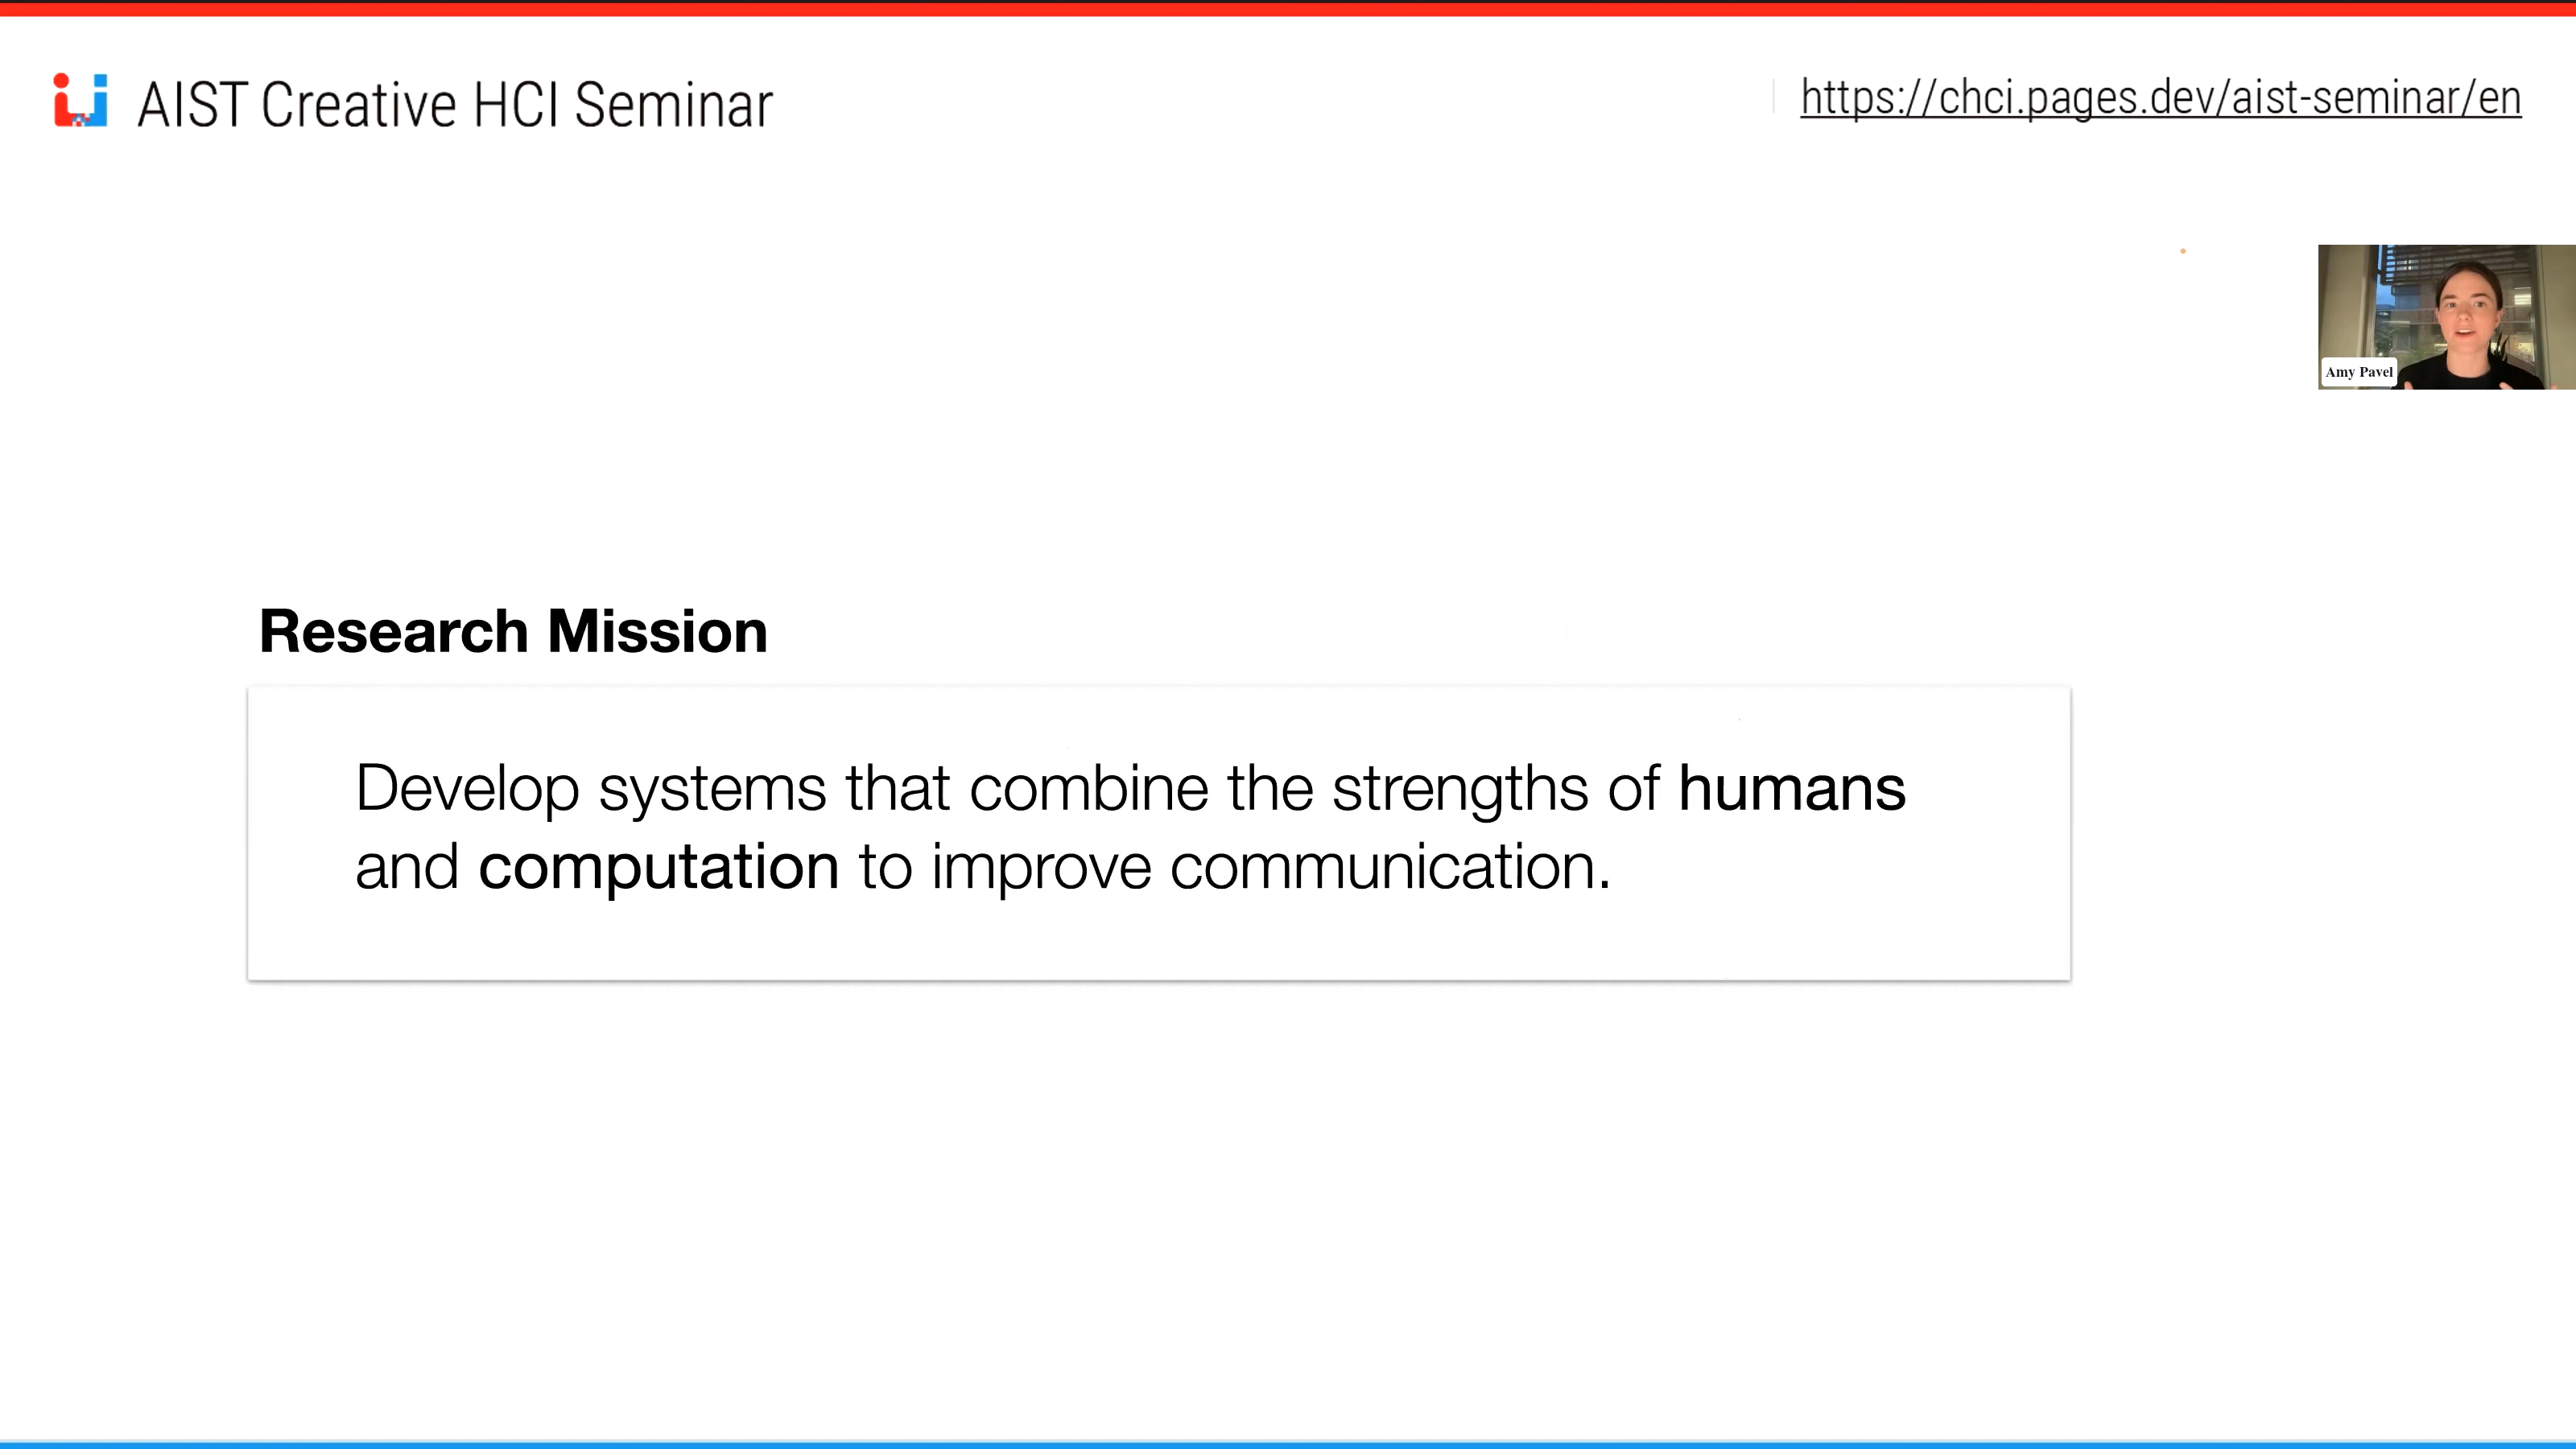 AIST Creative HCI Seminar
https://chci.pages.dev/aist-seminar/en
Amy Pavel
Research Mission
Develop systems that combine the strengths of humans
and computation to improve communication.